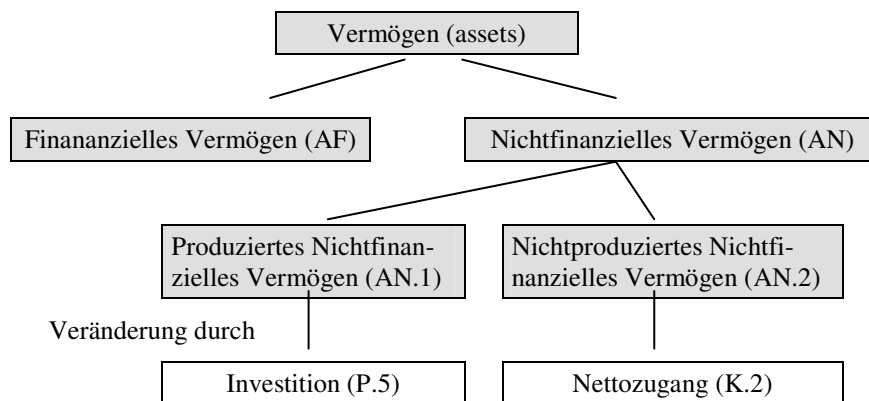 Vermögen (assets)
Finananzielles Vermögen (AF)
Nichtfinanzielles Vermögen (AN)
Produziertes Nichtfinan-
zielles Vermögen (AN.1)
Nichtproduziertes Nichtfi-
nanzielles Vermögen (AN.2)
Veränderung durch
Investition (P.5)
Nettozugang (K.2)